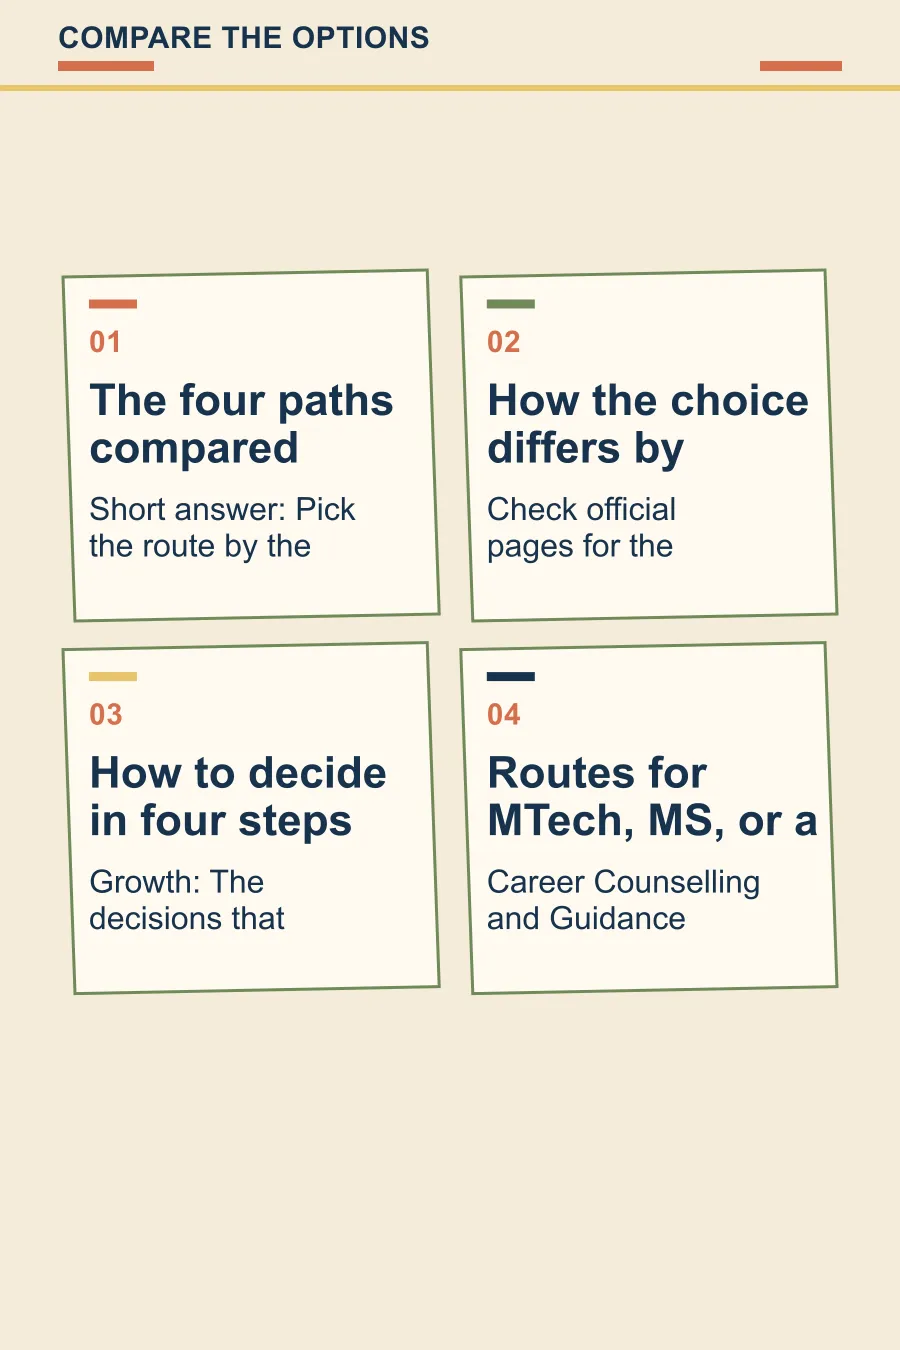 COMPARE THE OPTIONS
01
The four paths
compared
Short answer: Pick
the route by the
02
How the choice
differs by
Check official
pages for the
03
How to decide
in four steps
Growth: The
decisions that
04
Routes for
MTech, MS, or a
Career Counselling
and Guidance